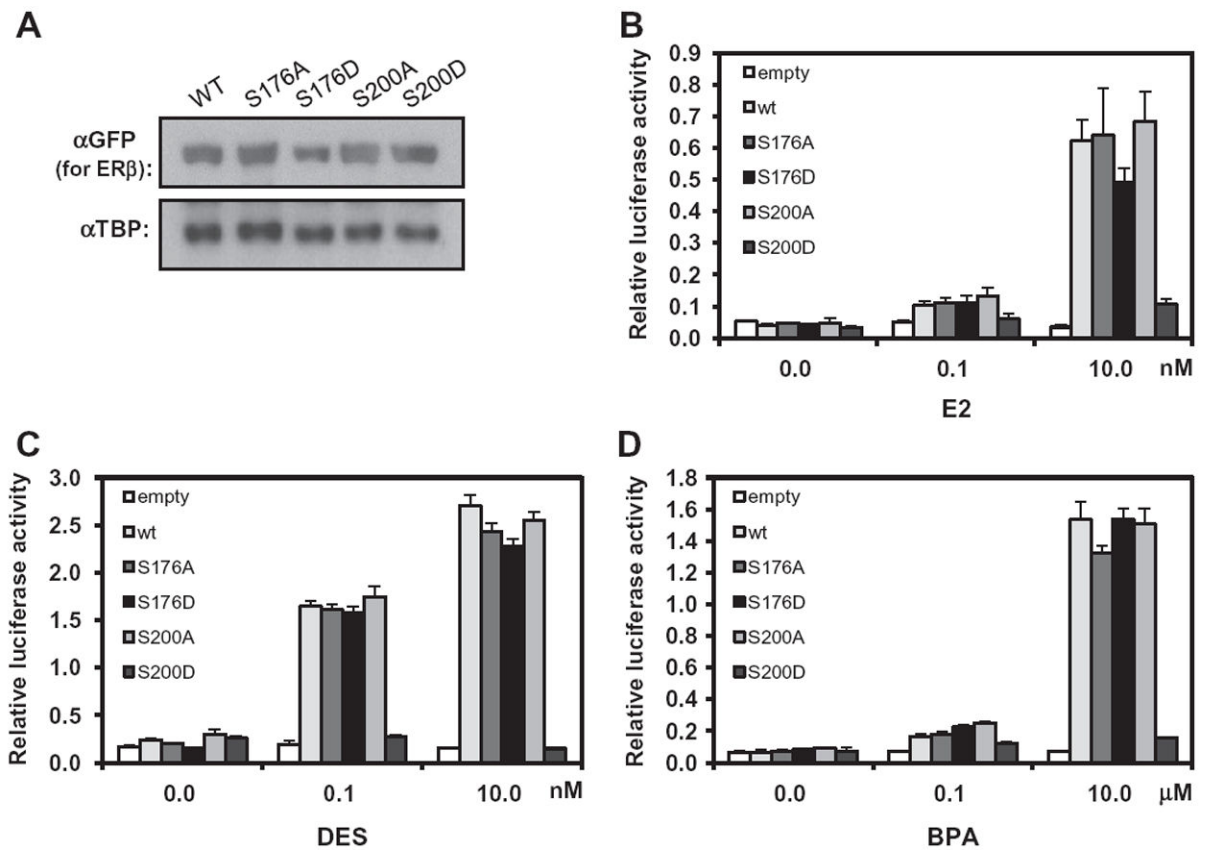 A
WT S176A S176D S200A S200D
αGFP
(for ERβ):
αTBP:
B
Relative luciferase activity
0.9
0.8
0.7
0.6
0.5
0.4
0.3
0.2
0.1
0.0
empty
wt
S176A
S176D
S200A
S200D
0.0 0.1 10.0 nM
E2
C
Relative luciferase activity
3.0
2.5
2.0
1.5
1.0
0.5
0.0
empty
wt
S176A
S176D
S200A
S200D
0.0 0.1 10.0 nM
DES
D
Relative luciferase activity
1.8
1.6
1.4
1.2
1.0
0.8
0.6
0.4
0.2
0.0
empty
wt
S176A
S176D
S200A
S200D
0.0 0.1 10.0 µM
BPA